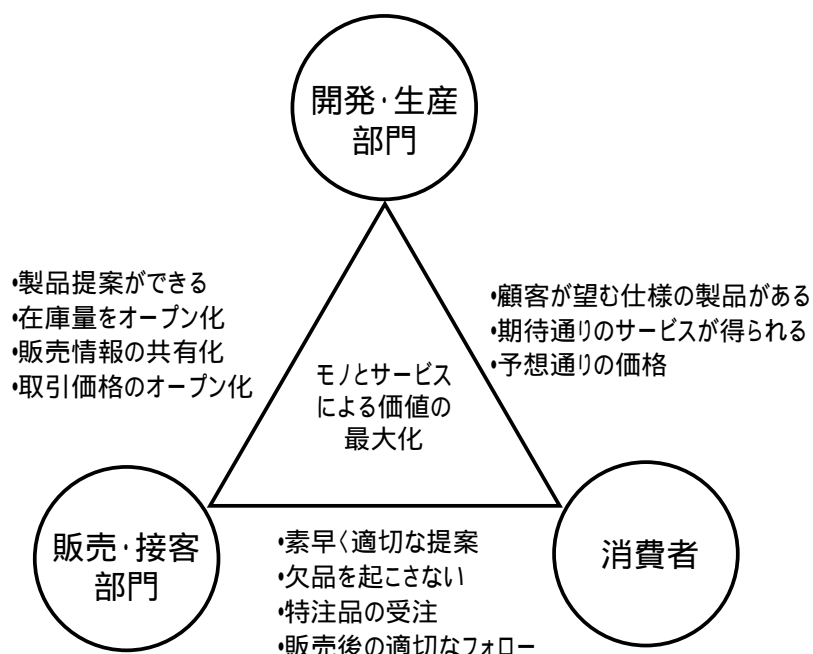 開発・生産
部門
・製品提案ができる
・在庫量をオープン化
・販売情報の共有化
・取引価格のオープン化
・顧客が望む仕様の製品がある
・期待通りのサービスが得られる
・予想通りの価格
モノとサービス
による価値の
最大化
販売・接客
部門
・素早く適切な提案
・欠品を起こさない
・特注品の受注
・販売後の適切なフォロー
消費者